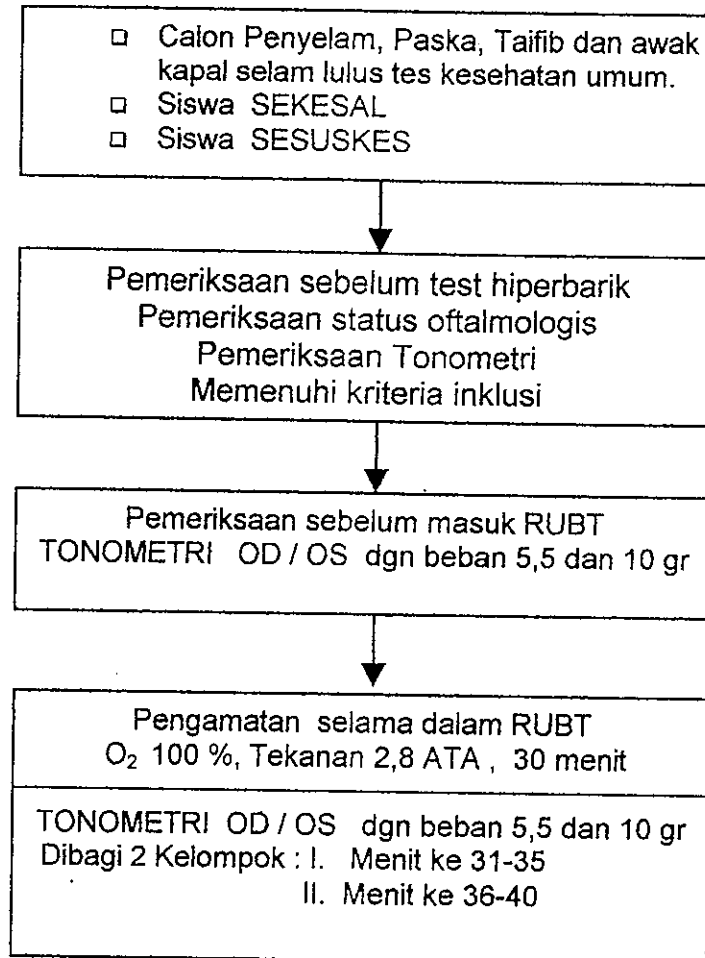 □ Calon Penyelam, Paska, Taifib dan awak
kapal selam lulus tes kesehatan umum.
□ Siswa SEKESAL
□ Siswa SESUSKES
Pemeriksaan sebelum test hiperbarik
Pemeriksaan status oftalmologis
Pemeriksaan Tonometri
Memenuhi kriteria inklusi
Pemeriksaan sebelum masuk RUBT
TONOMETRI OD / OS dgn beban 5,5 dan 10 gr
Pengamatan selama dalam RUBT
O₂ 100 %, Tekanan 2,8 ATA , 30 menit
TONOMETRI OD / OS dgn beban 5,5 dan 10 gr
Dibagi 2 Kelompok : I. Menit ke 31-35
II. Menit ke 36-40